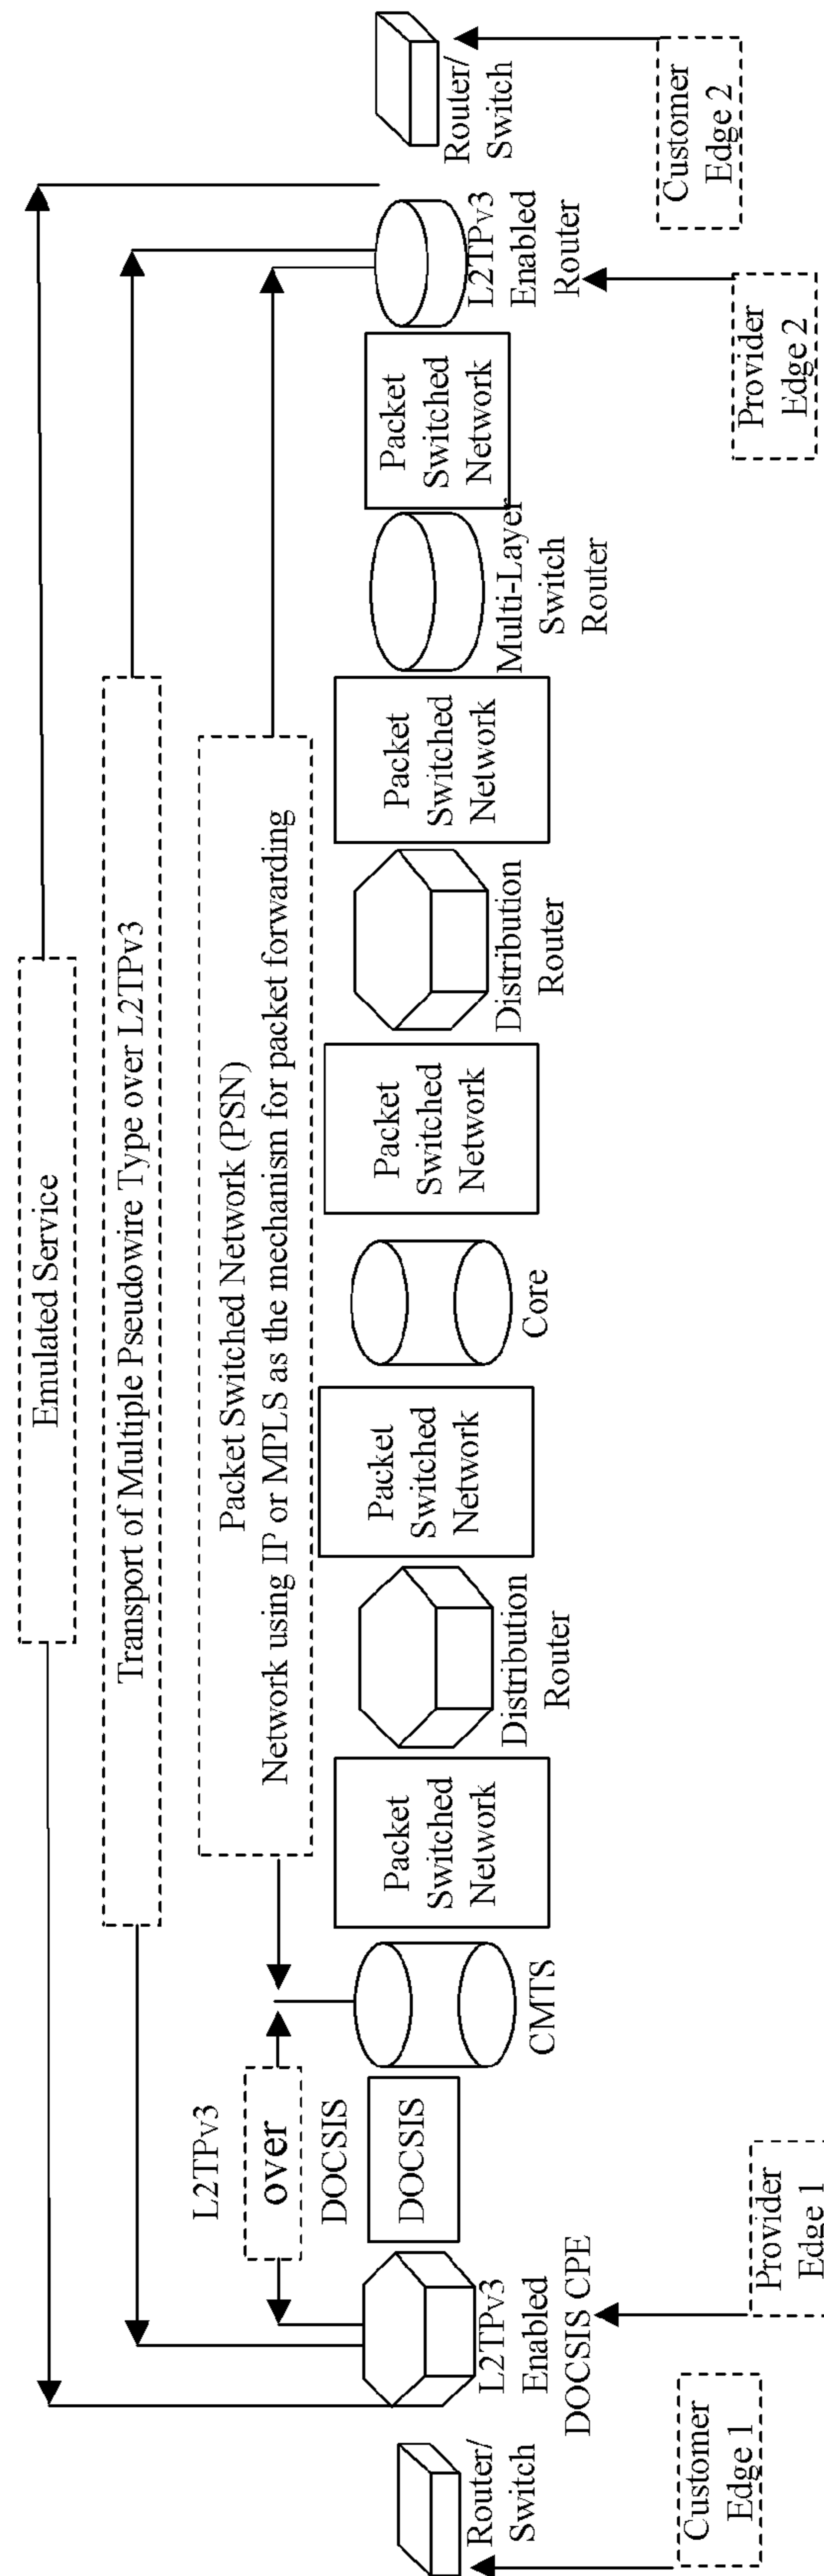 Emulated Service
Transport of Multiple Pseudowire Type over L2TPv3
Packet Switched Network (PSN)
Network using IP or MPLS as the mechanism for packet forwarding
L2TPv3
over
DOCSIS
Router/
Switch
L2TPv3
Enabled
DOCSIS CPE
DOCSIS
CMTS
Packet
Switched
Network
Distribution
Router
Packet
Switched
Network
Core
Packet
Switched
Network
Distribution
Router
Packet
Switched
Network
Multi-Layer
Switch
Router
Packet
Switched
Network
L2TPv3
Enabled
Router
Router/
Switch
Customer
Edge 1
Provider
Edge 1
Provider
Edge 2
Customer
Edge 2